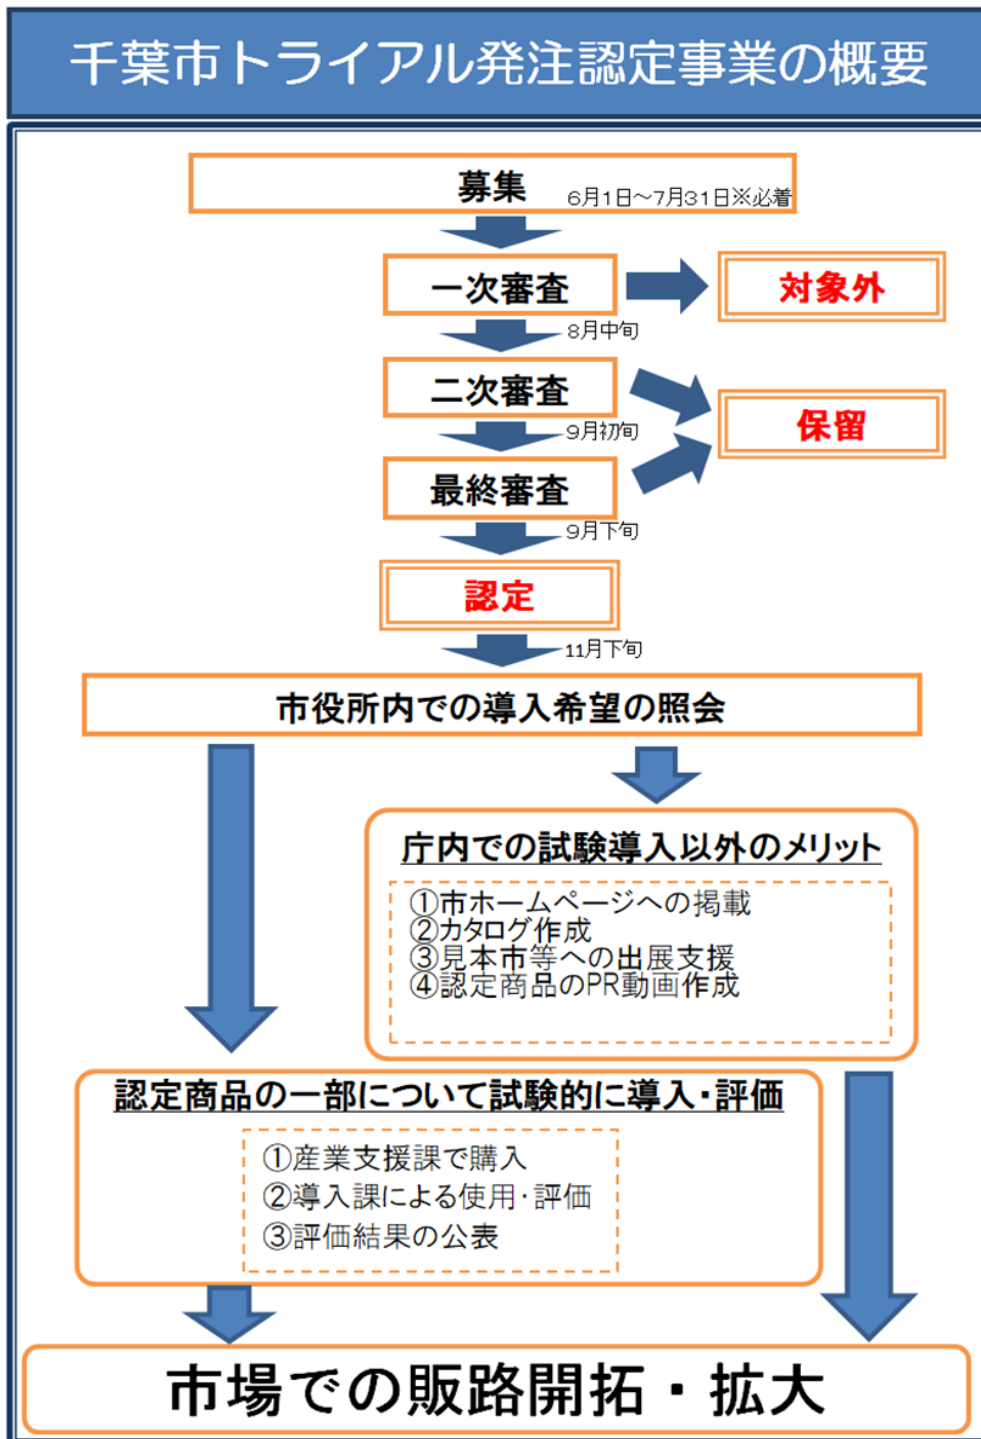 千葉市トライアル発注認定事業の概要
募集
6月1日～7月31日※必着
一次審査
対象外
8月中旬
二次審査
保留
9月初旬
最終審査
9月下旬
認定
11月下旬
市役所内での導入希望の照会
庁内での試験導入以外のメリット
①市ホームページへの掲載
②カタログ作成
③見本市等への出展支援
④認定商品のPR動画作成
認定商品の一部について試験的に導入・評価
①産業支援課で購入
②導入課による使用・評価
③評価結果の公表
市場での販路開拓・拡大